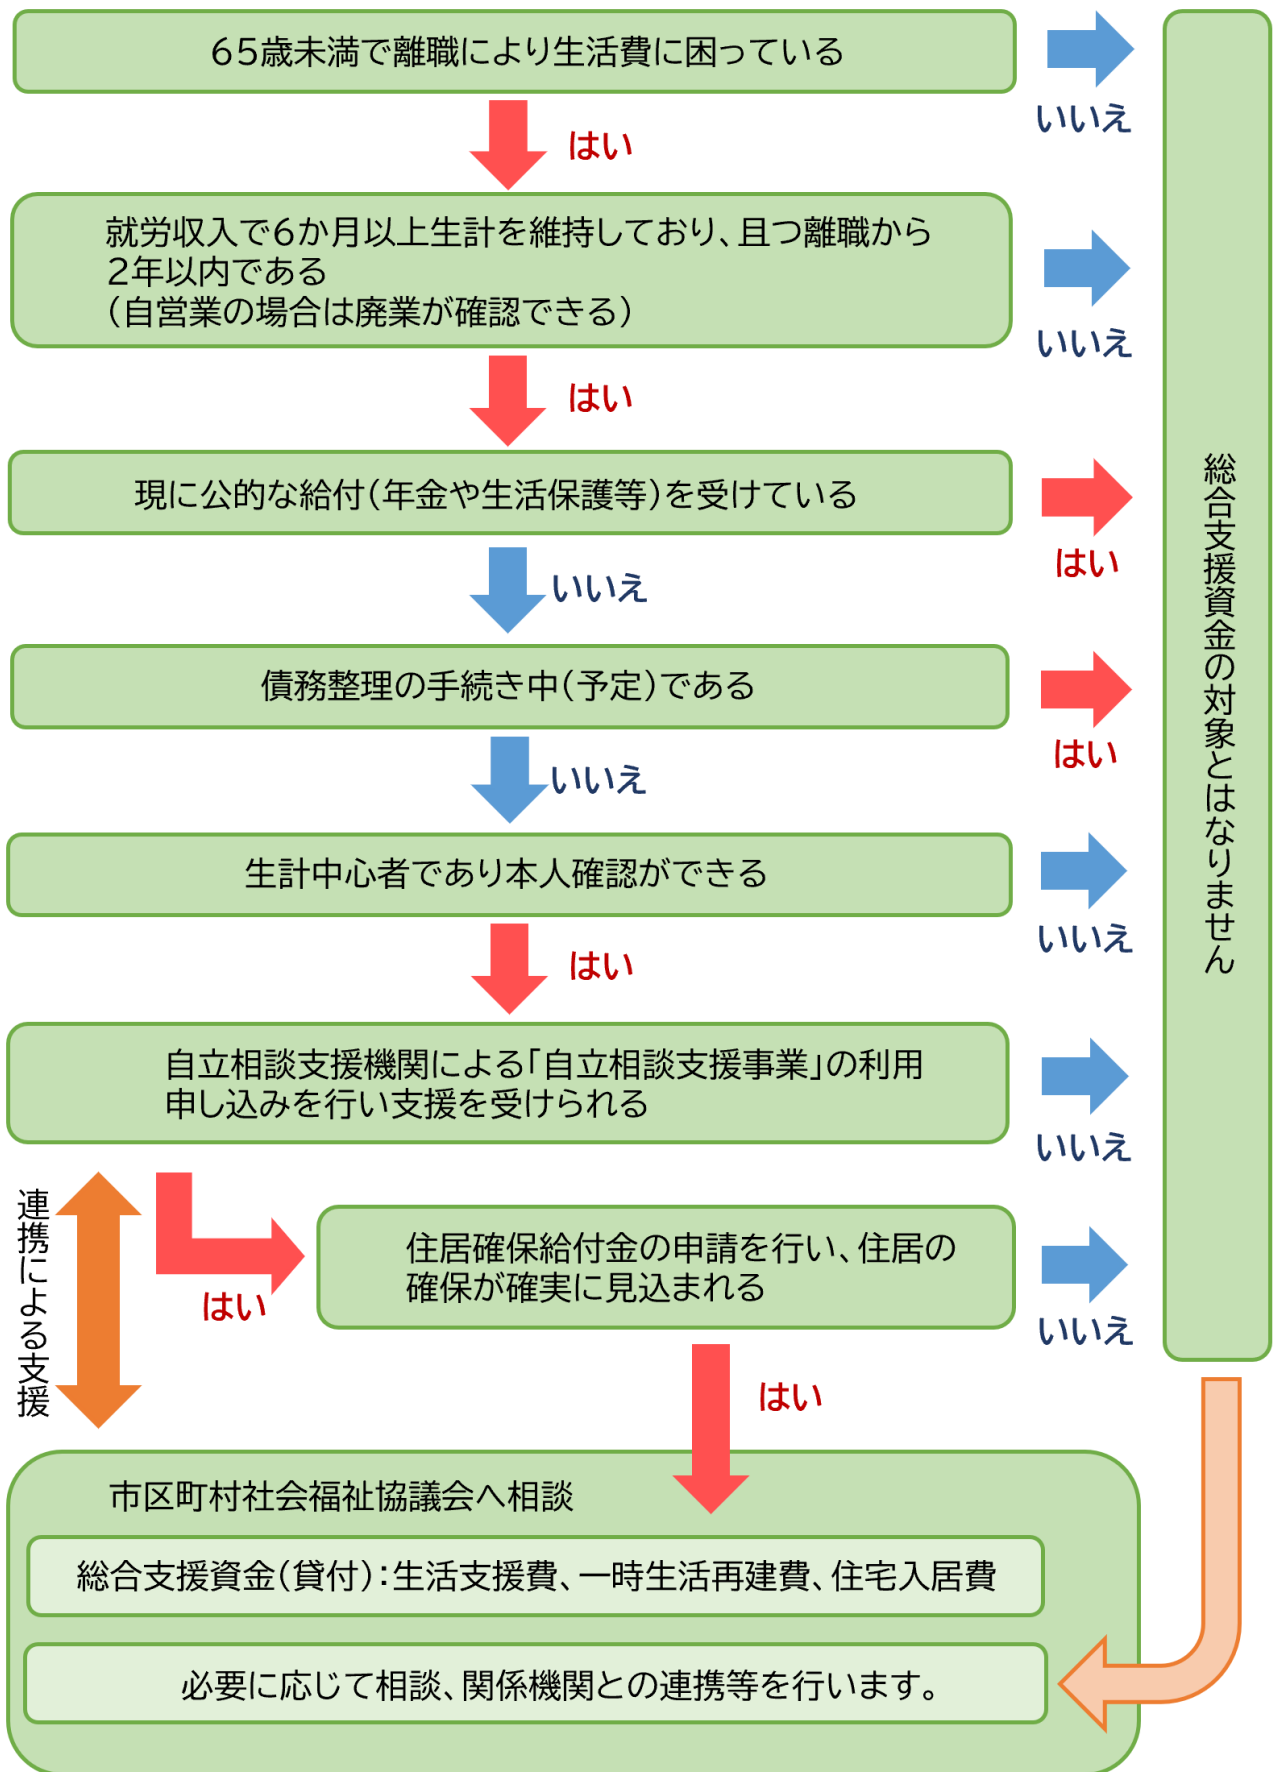 65歳未満で離職により生活費に困っている
いいえ
はい
就労収入で6か月以上生計を維持しており、且つ離職から
2年以内である
(自営業の場合は廃業が確認できる)
いいえ
はい
現に公的な給付(年金や生活保護等)を受けている
はい
いいえ
債務整理の手続き中(予定)である
はい
いいえ
生計中心者であり本人確認ができる
いいえ
はい
自立相談支援機関による「自立相談支援事業」の利用
申し込みを行い支援を受けられる
いいえ
はい
連携による支援
住居確保給付金の申請を行い、住居の
確保が確実に見込まれる
いいえ
はい
総合支援資金の対象とはなりません
市区町村社会福祉協議会へ相談
総合支援資金(貸付):生活支援費、一時生活再建費、住宅入居費
必要に応じて相談、関係機関との連携等を行います。